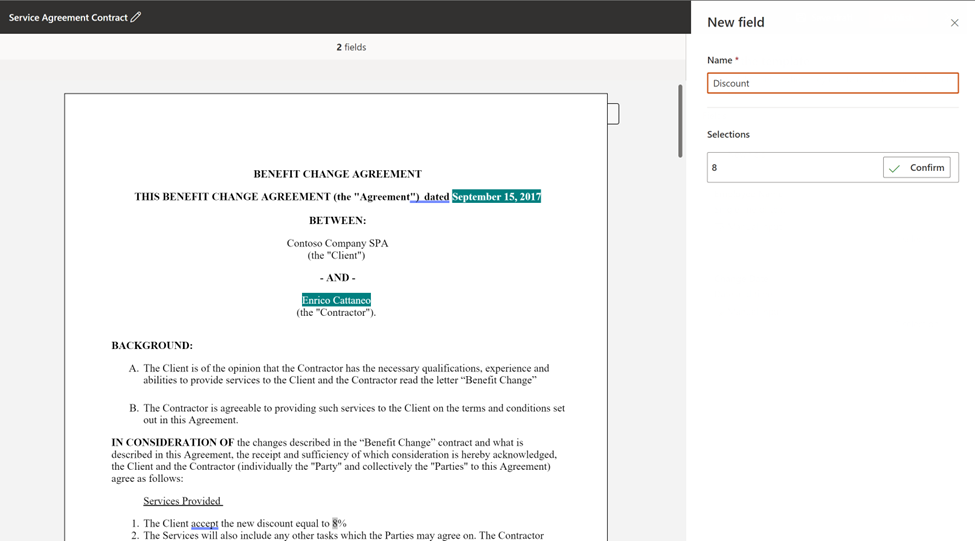 Service Agreement Contract
New field
2 fields
Name *
Discount
Selections
8
Confirm
BENEFIT CHANGE AGREEMENT
THIS BENEFIT CHANGE AGREEMENT (the "Agreement") dated September 15, 2017
BETWEEN:
Contoso Company SPA
(the "Client")
- AND -
Enrico Cattaneo
(the "Contractor").
BACKGROUND:
A. The Client is of the opinion that the Contractor has the necessary qualifications, experience and
abilities to provide services to the Client and the Contractor read the letter “Benefit Change”
B. The Contractor is agreeable to providing such services to the Client on the terms and conditions set
out in this Agreement.
IN CONSIDERATION OF the changes described in the “Benefit Change” contract and what is
described in this Agreement, the receipt and sufficiency of which consideration is hereby acknowledged,
the Client and the Contractor (individually the "Party" and collectively the "Parties" to this Agreement)
agree as follows:
Services Provided
1. The Client accept the new discount equal to 8%
2. The Services will also include any other tasks which the Parties may agree on. The Contractor